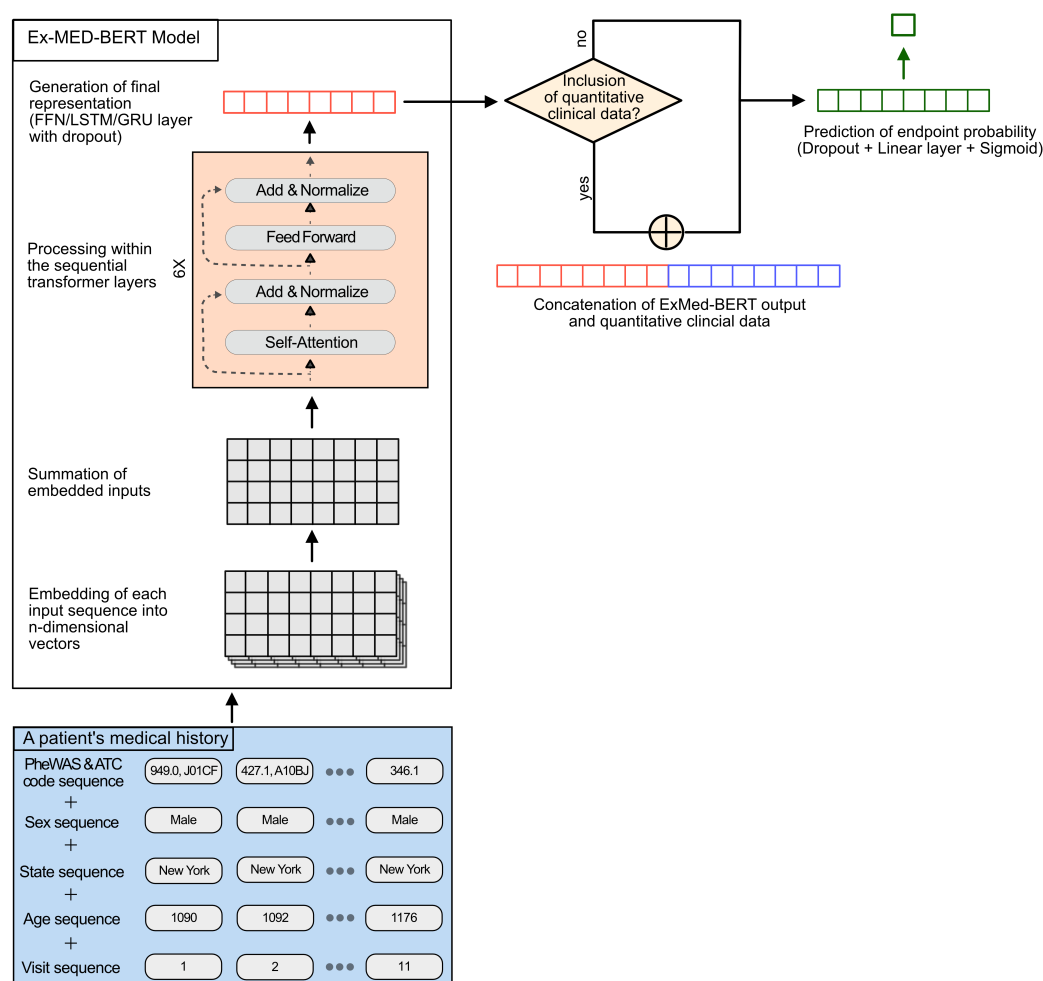 Ex-MED-BERT Model
Generation of final
representation
(FFN/LSTM/GRU layer
with dropout)
Add & Normalize
Feed Forward
Add & Normalize
Self-Attention
6X
Processing within
the sequential
transformer layers
Summation of
embedded inputs
Embedding of each
input sequence into
n-dimensional
vectors
no
Inclusion
of quantitative
clinical data?
yes
Concatenation of ExMed-BERT output
and quantitative clincial data
Prediction of endpoint probability
(Dropout + Linear layer + Sigmoid)
A patient's medical history
PheWAS & ATC
code sequence
949.0, J01CF
427.1, A10BJ
346.1
+
Sex sequence
Male
Male
Male
+
State sequence
New York
New York
New York
+
Age sequence
1090
1092
1176
+
Visit sequence
1
2
11